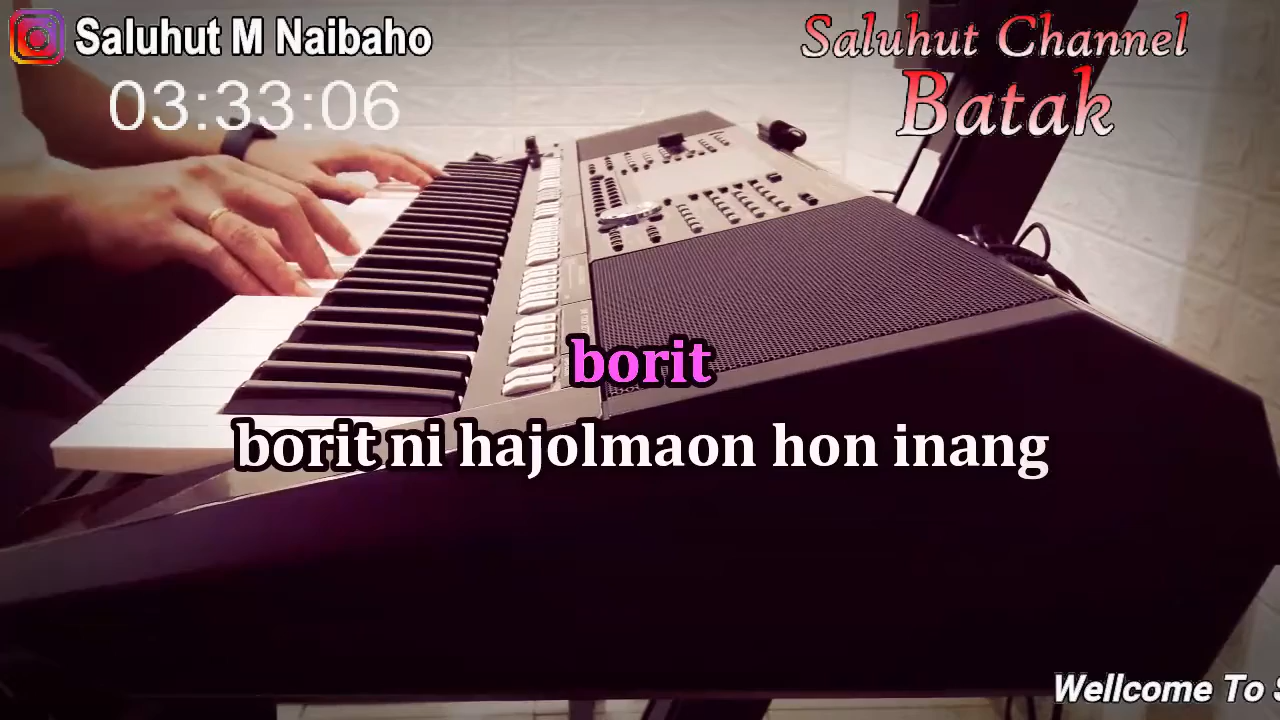 Saluhut M Naibaho
03:33:06
Saluhut Channel
Batak
borit
borit ni hajolmaon hon inang
Wellcome To S